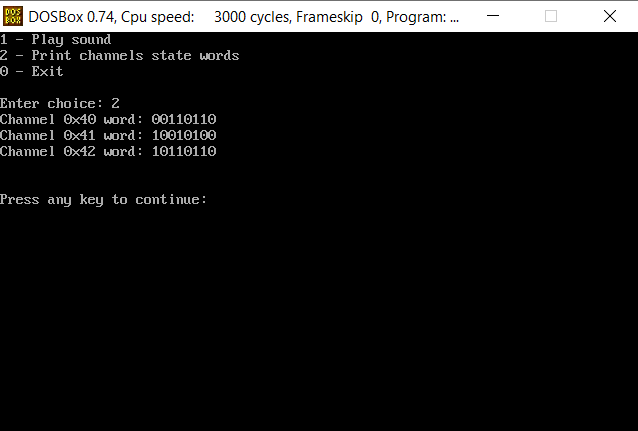 DOS
BOX
DOSBox 0.74, Cpu speed:    3000 cycles, Frameskip  0, Program: ...
1 - Play sound
2 - Print channels state words
0 - Exit
Enter choice: 2
Channel 0x40 word: 00110110
Channel 0x41 word: 10010100
Channel 0x42 word: 10110110
Press any key to continue: